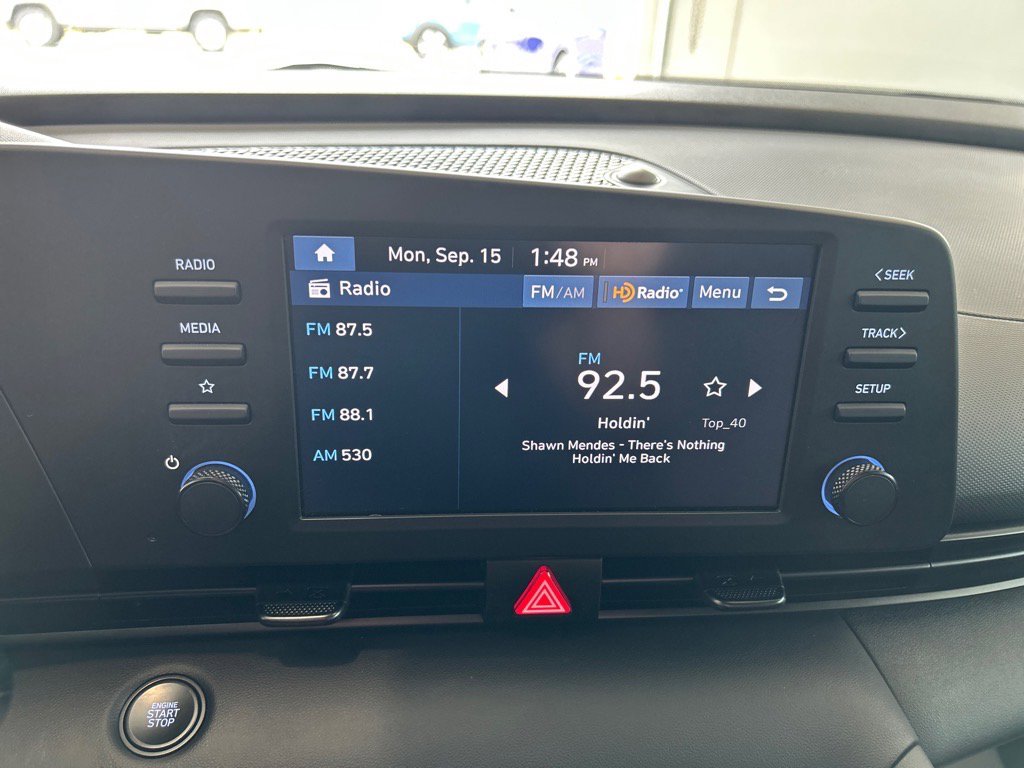 Mon, Sep. 15 1:48 PM
RADIO
MEDIA
Radio FM/AM HD Radio Menu
FM 87.5
FM 87.7
FM 88.1
AM 530
FM
92.5
Holdin' Top_40
Shawn Mendes - There's Nothing
Holdin' Me Back
<SEEK
TRACK>
SETUP
ENGINE
START
STOP